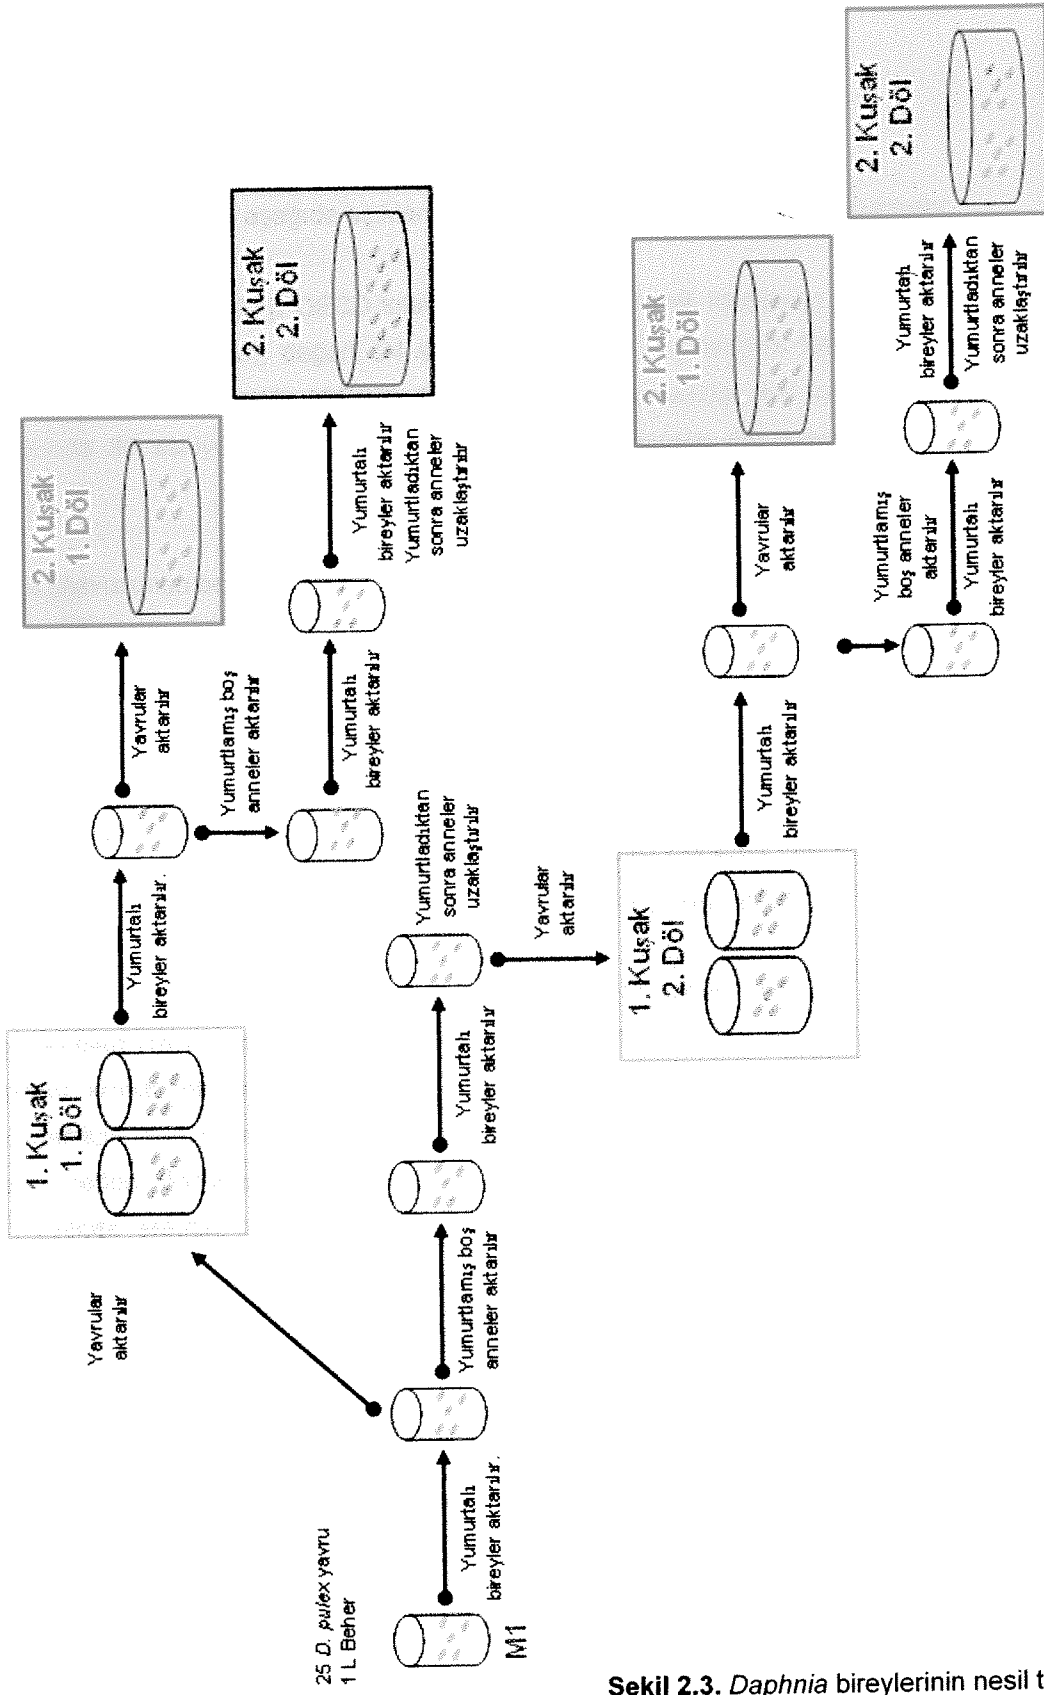 25 D. pulex yavru
1 L Beher
M1
Yumurtalı
bireyler aktarılır.
Yavrular
aktarılır
Yumurtlamış boş
anneler aktarılır
Yumurtalı
bireyler aktarılır
Yumurtladıktan
sonra anneler
uzaklaştırılır
Yavrular
aktarılır
1. Kuşak
1. Döl
Yumurtalı
bireyler aktarılır.
Yavrular
aktarılır
2. Kuşak
1. Döl
Yumurtlamış boş
anneler aktarılır
Yumurtalı
bireyler aktarılır
Yumurtalı
bireyler aktarılır
Yumurtladıktan
sonra anneler
uzaklaştırılır
2. Kuşak
2. Döl
1. Kuşak
2. Döl
Yumurtalı
bireyler aktarılır
Yavrular
aktarılır
2. Kuşak
1. Döl
Yumurtlamış
boş anneler
aktarılır
Yumurtalı
bireyler aktarılır
Yumurtalı
bireyler aktarılır
Yumurtladıktan
sonra anneler
uzaklaştırılır
2. Kuşak
2. Döl
Şekil 2.3. Daphnia bireylerinin nesil t